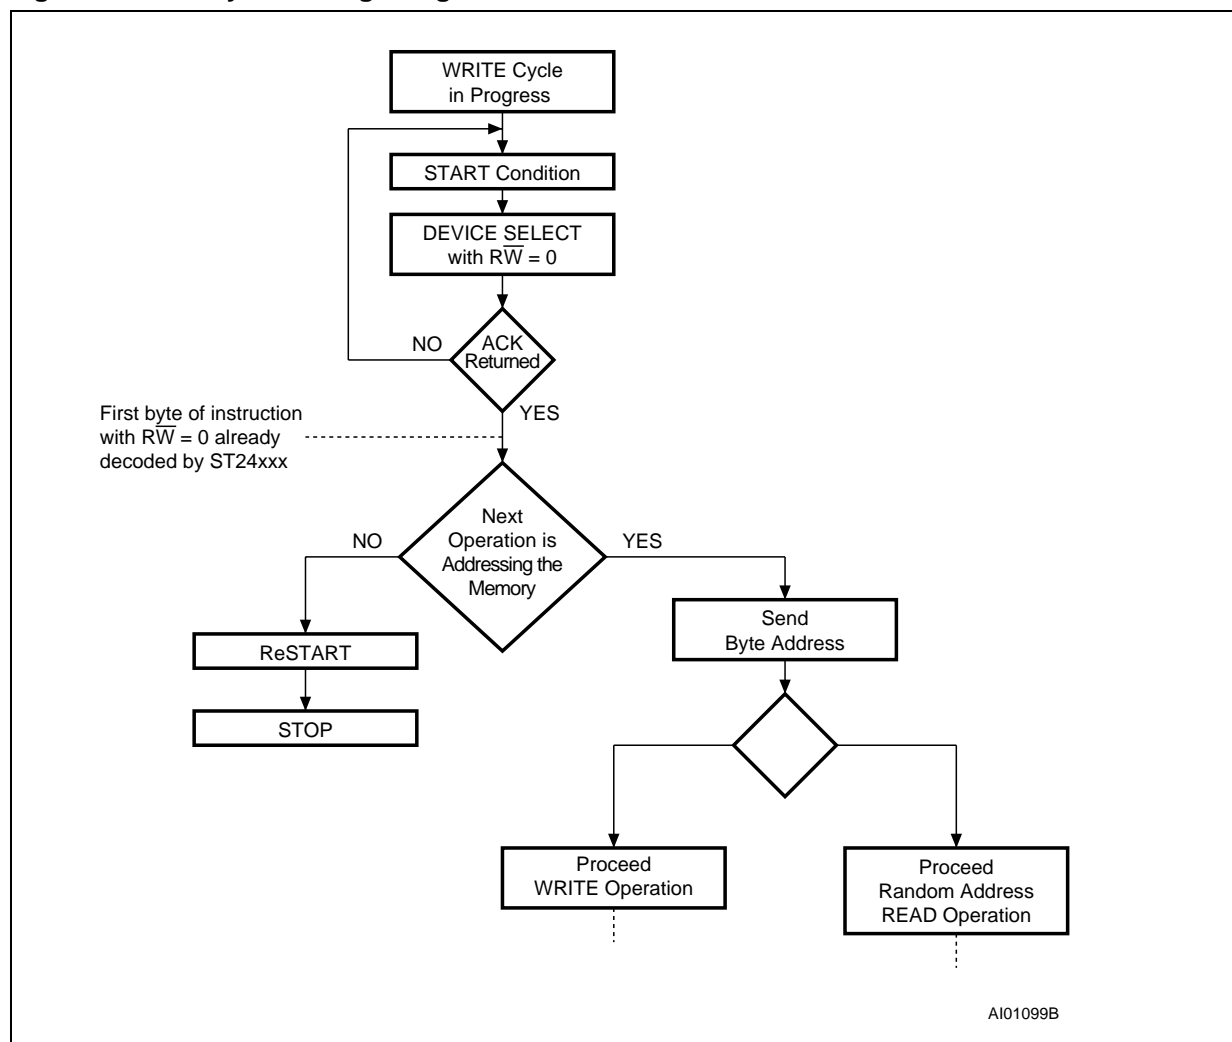 WRITE Cycle
in Progress
START Condition
DEVICE SELECT
with RW̅ = 0
ACK
Returned
NO
YES
First byte of instruction
with RW̅ = 0 already
decoded by ST24xxx
Next
Operation is
Addressing the
Memory
NO
YES
Send
Byte Address
ReSTART
STOP
Proceed
WRITE Operation
Proceed
Random Address
READ Operation
AI01099B